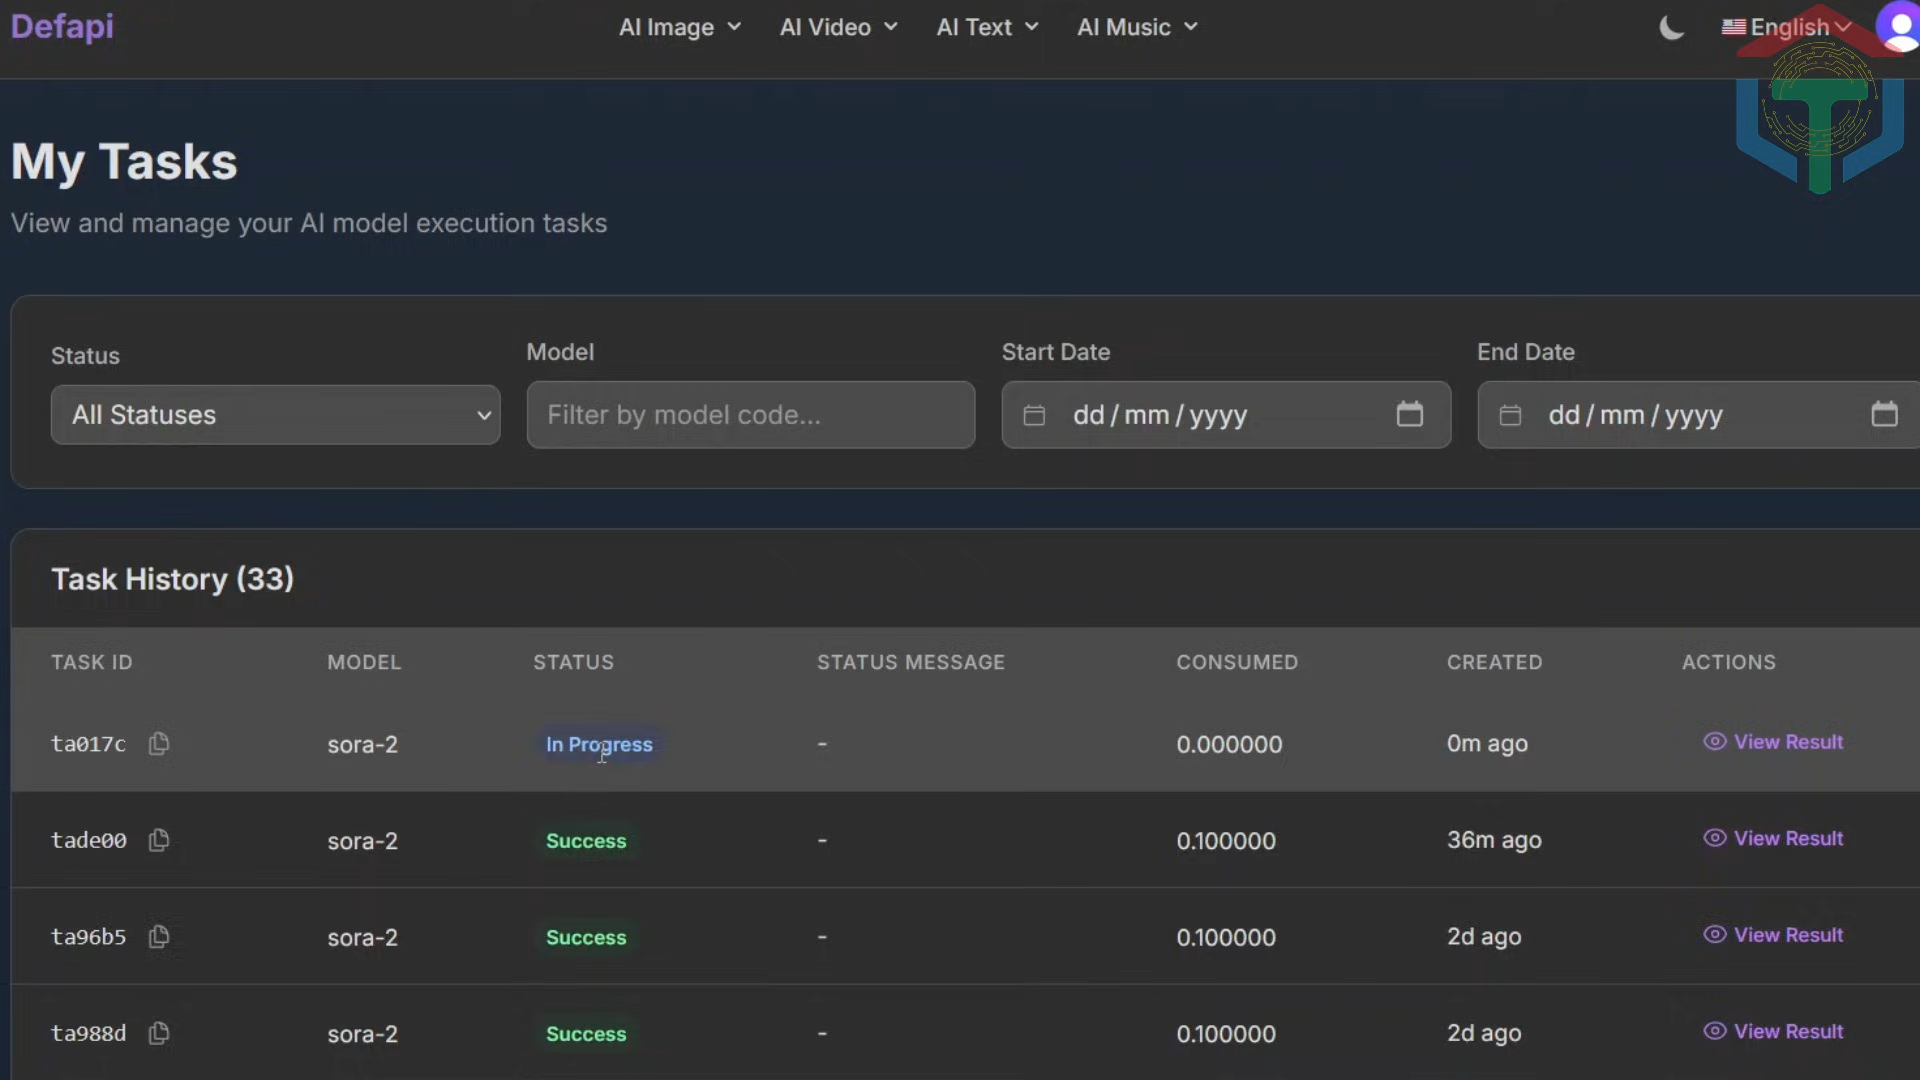 Defapi
AI Image
AI Video
AI Text
AI Music
English
My Tasks
View and manage your AI model execution tasks
Status
Model
Start Date
End Date
All Statuses
Filter by model code...
dd/mm/yyyy
dd/mm/yyyy
Task History (33)
TASK ID MODEL STATUS STATUS MESSAGE CONSUMED CREATED ACTIONS
ta017c sora-2 In Progress - 0.000000 0m ago View Result
tade00 sora-2 Success - 0.100000 36m ago View Result
ta96b5 sora-2 Success - 0.100000 2d ago View Result
ta988d sora-2 Success - 0.100000 2d ago View Result